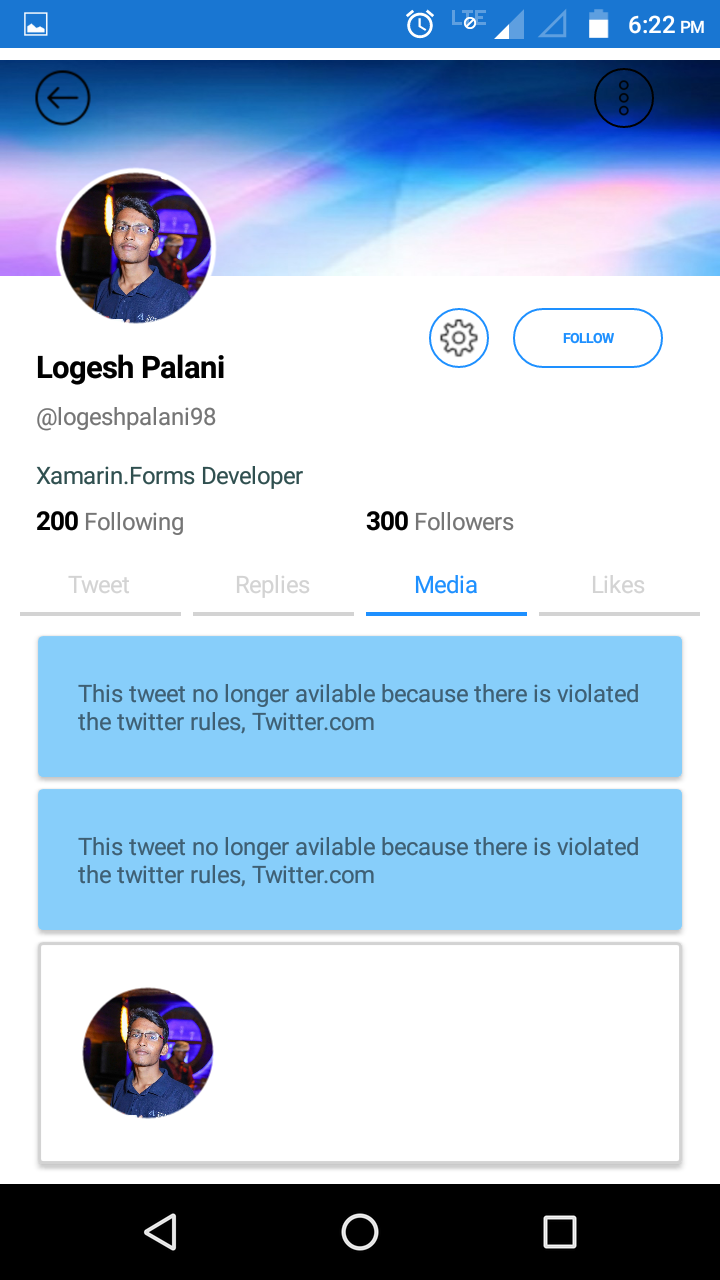 LTE 6:22 PM
FOLLOW
Logesh Palani
@logeshpalani98
Xamarin.Forms Developer
200 Following 300 Followers
Tweet Replies Media Likes
This tweet no longer avilable because there is violated
the twitter rules, Twitter.com
This tweet no longer avilable because there is violated
the twitter rules, Twitter.com